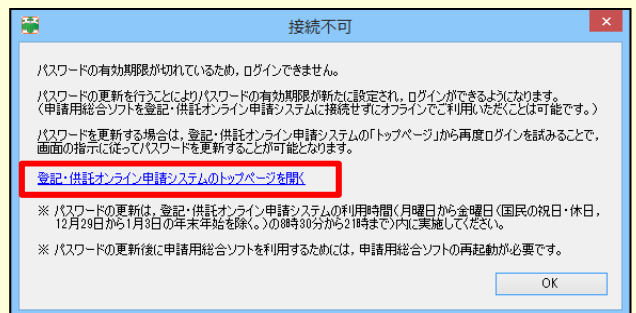 接続不可
パスワードの有効期限が切れているため，ログインできません。
パスワードの更新を行うことによりパスワードの有効期限が新たに設定され，ログインができるようになります。
（申請用総合ソフトを登記・供託オンライン申請システムに接続せずにオフラインでご利用いただくことは可能です。）
パスワードを更新する場合は，登記・供託オンライン申請システムの「トップページ」から再度ログインを試みることで，
画面の指示に従ってパスワードを更新することが可能となります。
登記・供託オンライン申請システムのトップページを開く
※ パスワードの更新は，登記・供託オンライン申請システムの利用時間（月曜日から金曜日（国民の祝日・休日，
12月29日から1月3日の年末年始を除く。）の8時30分から21時まで）内に実施してください。
※ パスワードの更新後に申請用総合ソフトを利用するためには，申請用総合ソフトの再起動が必要です。
OK